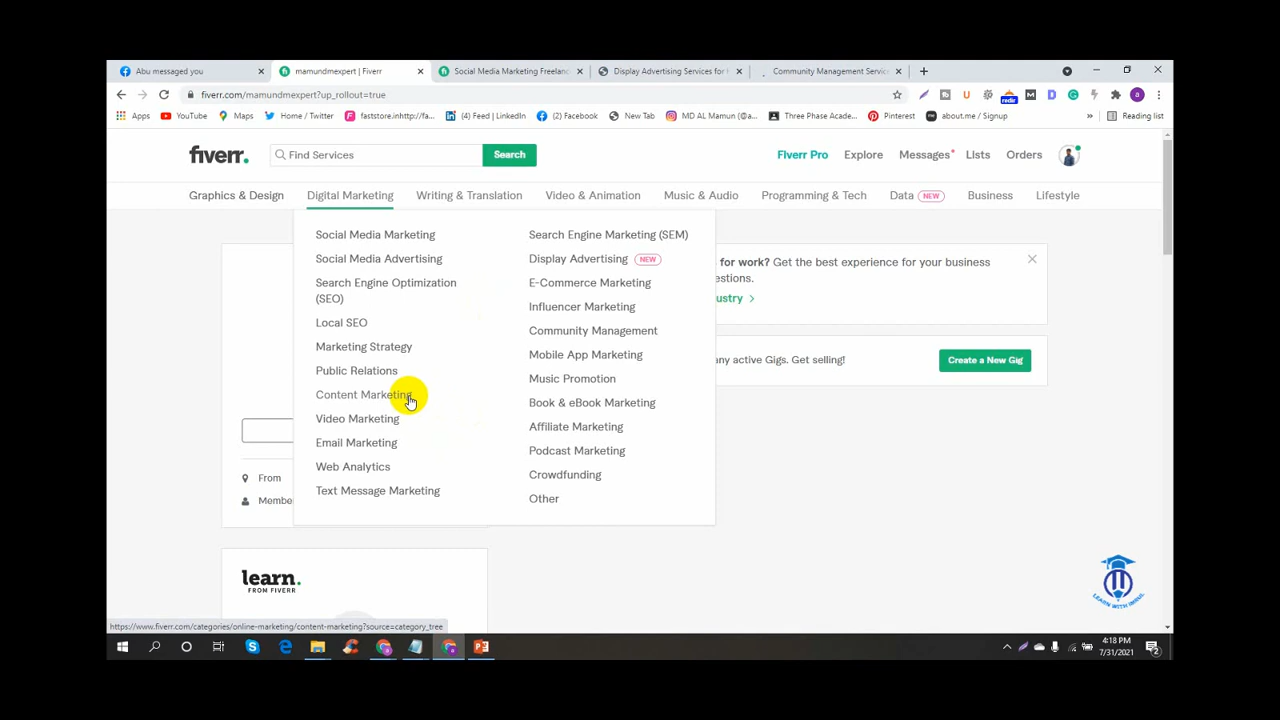 Abu messaged you
mamundmexpert | Fiverr
Social Media Marketing Freelanc
Display Advertising Services for
Community Management Servic
fiverr.com/mamundmexpert?up_rollout=true
Apps
YouTube
Maps
Home / Twitter
faststore.inhttp://fa...
(4) Feed | LinkedIn
(2) Facebook
New Tab
MD AL Mamun (@a...
Three Phase Acade...
Pinterest
about.me / Signup
Reading list
fiverr.
Find Services
Search
Fiverr Pro
Explore
Messages
Lists
Orders
Graphics & Design
Digital Marketing
Writing & Translation
Video & Animation
Music & Audio
Programming & Tech
Data NEW
Business
Lifestyle
Social Media Marketing
Social Media Advertising
Search Engine Optimization
(SEO)
Local SEO
Marketing Strategy
Public Relations
Content Marketing
Video Marketing
Email Marketing
Web Analytics
Text Message Marketing
Search Engine Marketing (SEM)
Display Advertising NEW
E-Commerce Marketing
Influencer Marketing
Community Management
Mobile App Marketing
Music Promotion
Book & eBook Marketing
Affiliate Marketing
Podcast Marketing
Crowdfunding
Other
for work? Get the best experience for your business
estions.
ustry
any active Gigs. Get selling!
Create a New Gig
From
Membe
learn.
FROM FIVERR
LEARN WITH IMRUL
https://www.fiverr.com/categories/online-marketing/content-marketing?source=category_tree
4:18 PM
7/31/2021
2